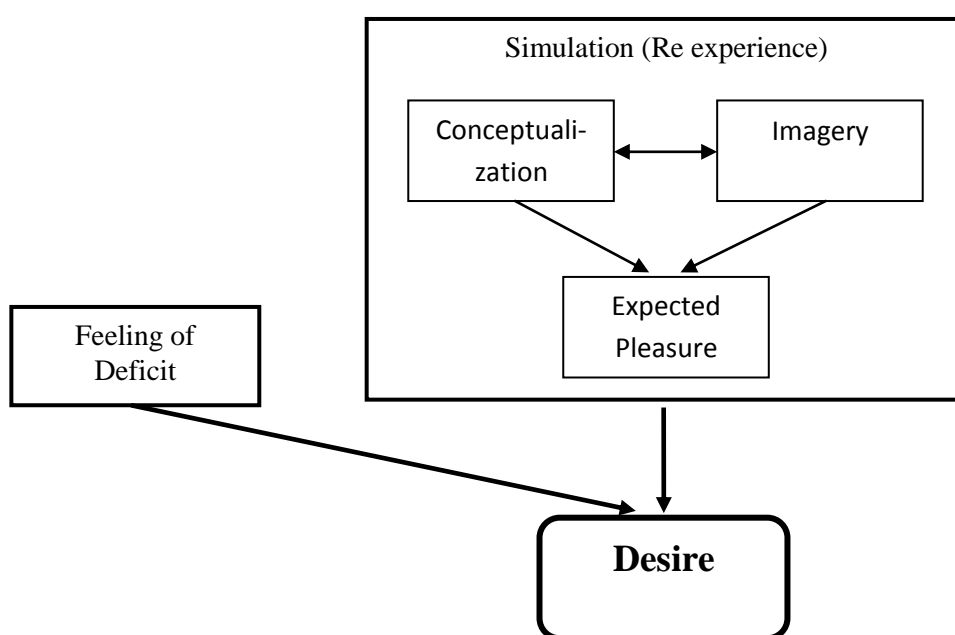 Simulation (Re experience)
Conceptuali-
zation
Imagery
Expected
Pleasure
Feeling of
Deficit
Desire